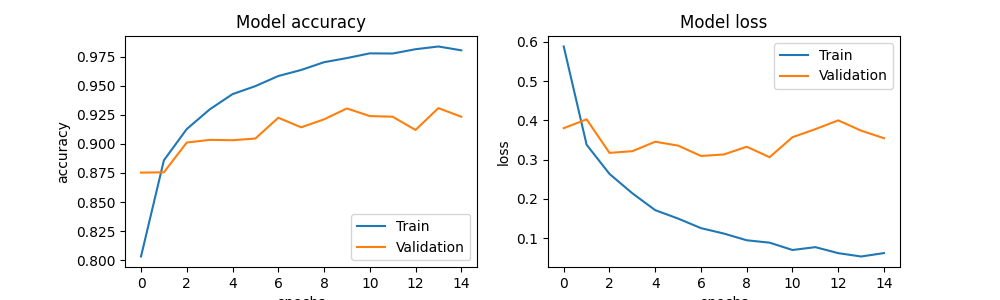 Model accuracy
0.975
0.950
0.925
0.900
0.875
0.850
0.825
0.800
accuracy
Train
Validation
0 2 4 6 8 10 12 14
Model loss
0.6
0.5
0.4
0.3
0.2
0.1
loss
Train
Validation
0 2 4 6 8 10 12 14